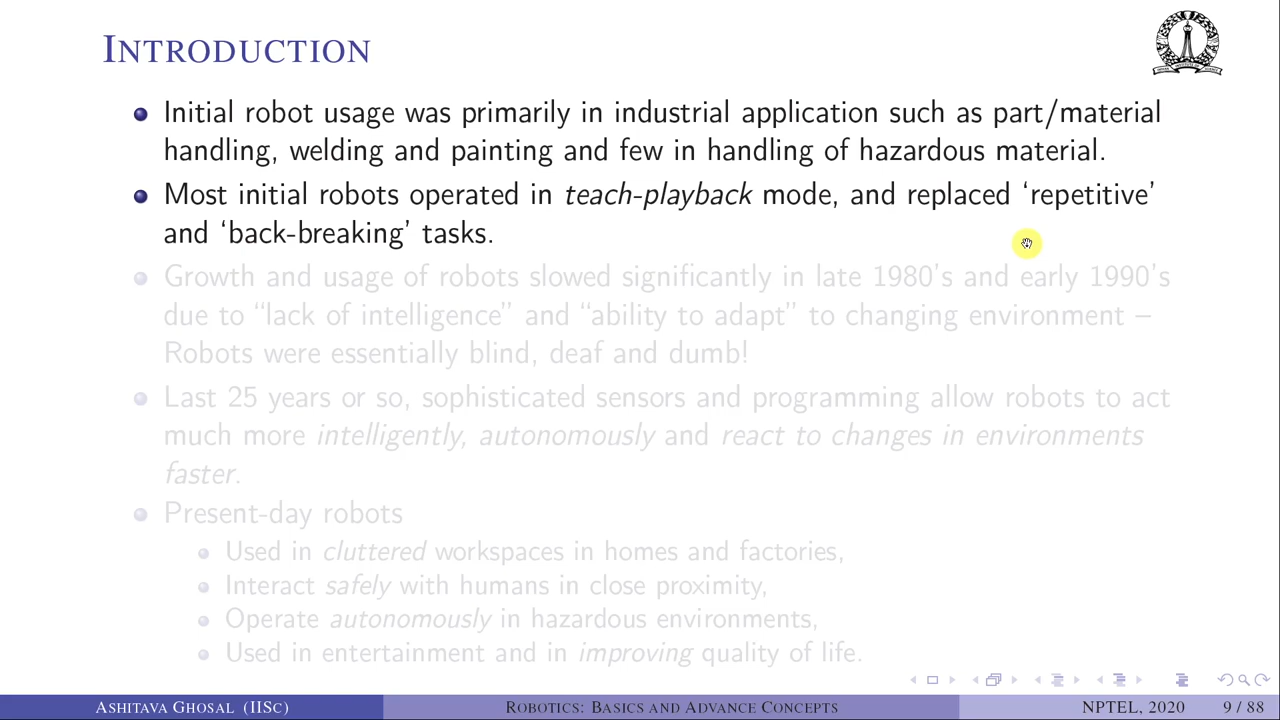 INTRODUCTION
Initial robot usage was primarily in industrial application such as part/material
handling, welding and painting and few in handling of hazardous material.
Most initial robots operated in teach-playback mode, and replaced ‘repetitive’
and ‘back-breaking’ tasks.
Growth and usage of robots slowed significantly in late 1980’s and early 1990’s
due to “lack of intelligence” and “ability to adapt” to changing environment –
Robots were essentially blind, deaf and dumb!
Last 25 years or so, sophisticated sensors and programming allow robots to act
much more intelligently, autonomously and react to changes in environments
faster.
Present-day robots
Used in cluttered workspaces in homes and factories,
Interact safely with humans in close proximity,
Operate autonomously in hazardous environments,
Used in entertainment and in improving quality of life.
ASHITAVA GHOSAL (IISC) ROBOTICS: BASICS AND ADVANCE CONCEPTS NPTEL, 2020 9 / 88